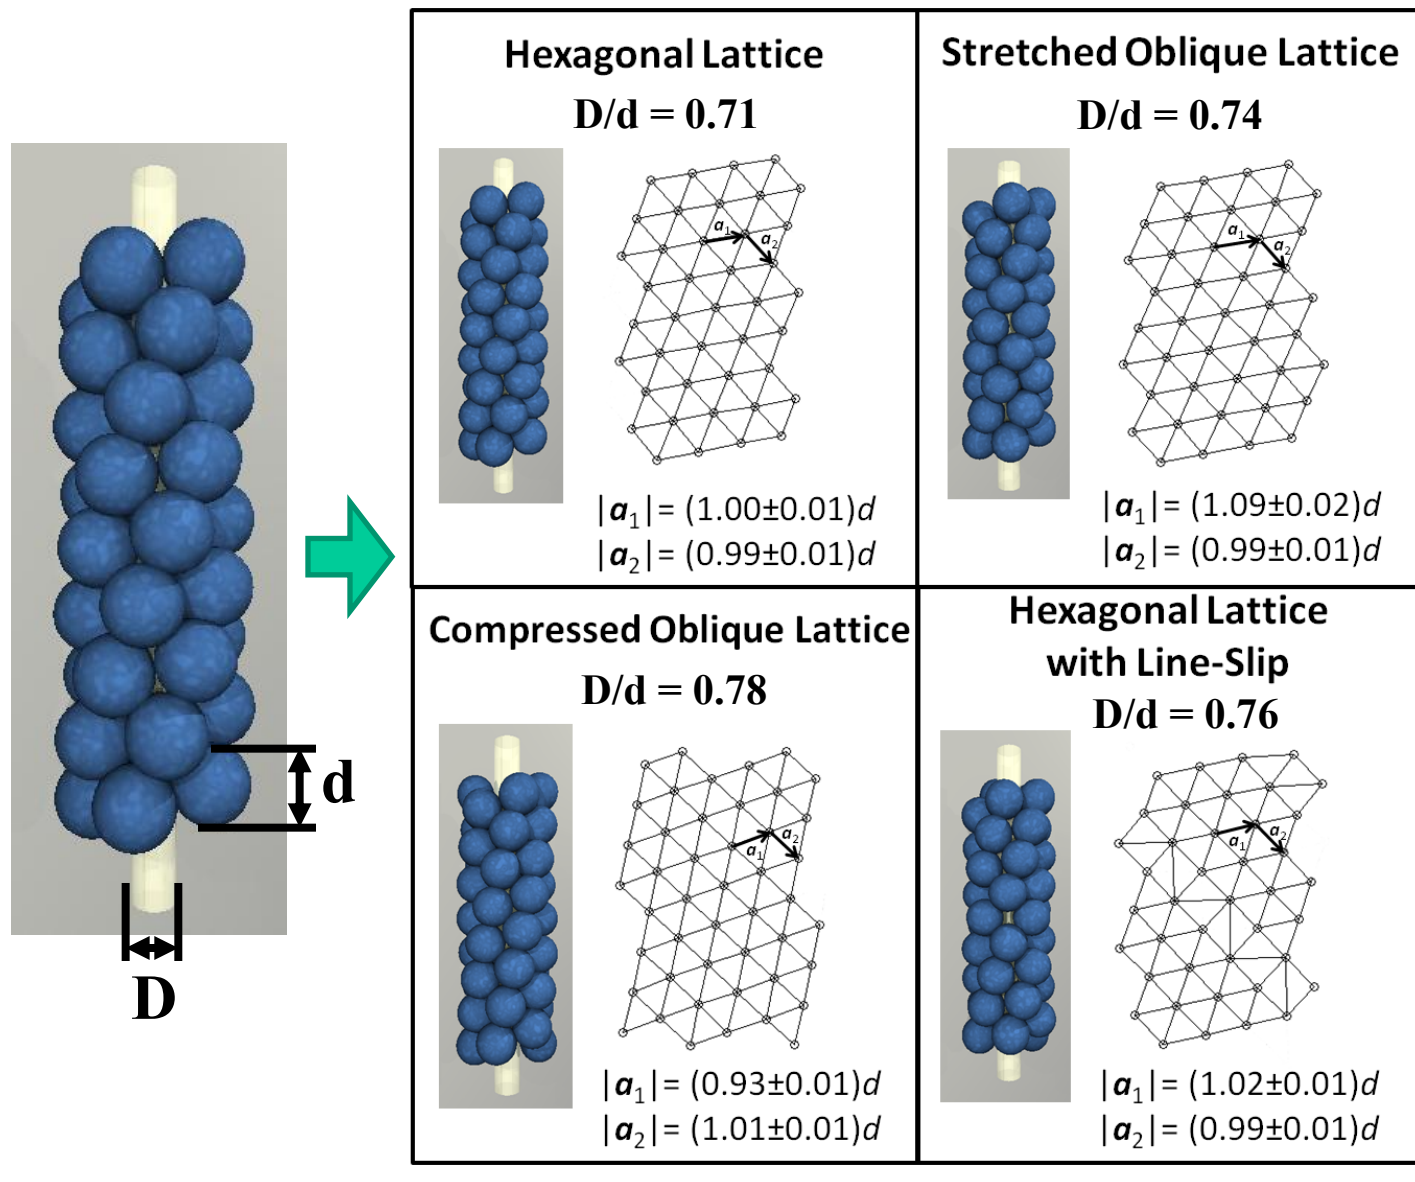 d
D
Hexagonal Lattice
D/d = 0.71
a1
a2
|a1|= (1.00±0.01)d
|a2|= (0.99±0.01)d
Stretched Oblique Lattice
D/d = 0.74
a1
a2
|a1|= (1.09±0.02)d
|a2|= (0.99±0.01)d
Compressed Oblique Lattice
D/d = 0.78
a1
a2
|a1|= (0.93±0.01)d
|a2|= (1.01±0.01)d
Hexagonal Lattice
with Line-Slip
D/d = 0.76
a1
a2
|a1|= (1.02±0.01)d
|a2|= (0.99±0.01)d